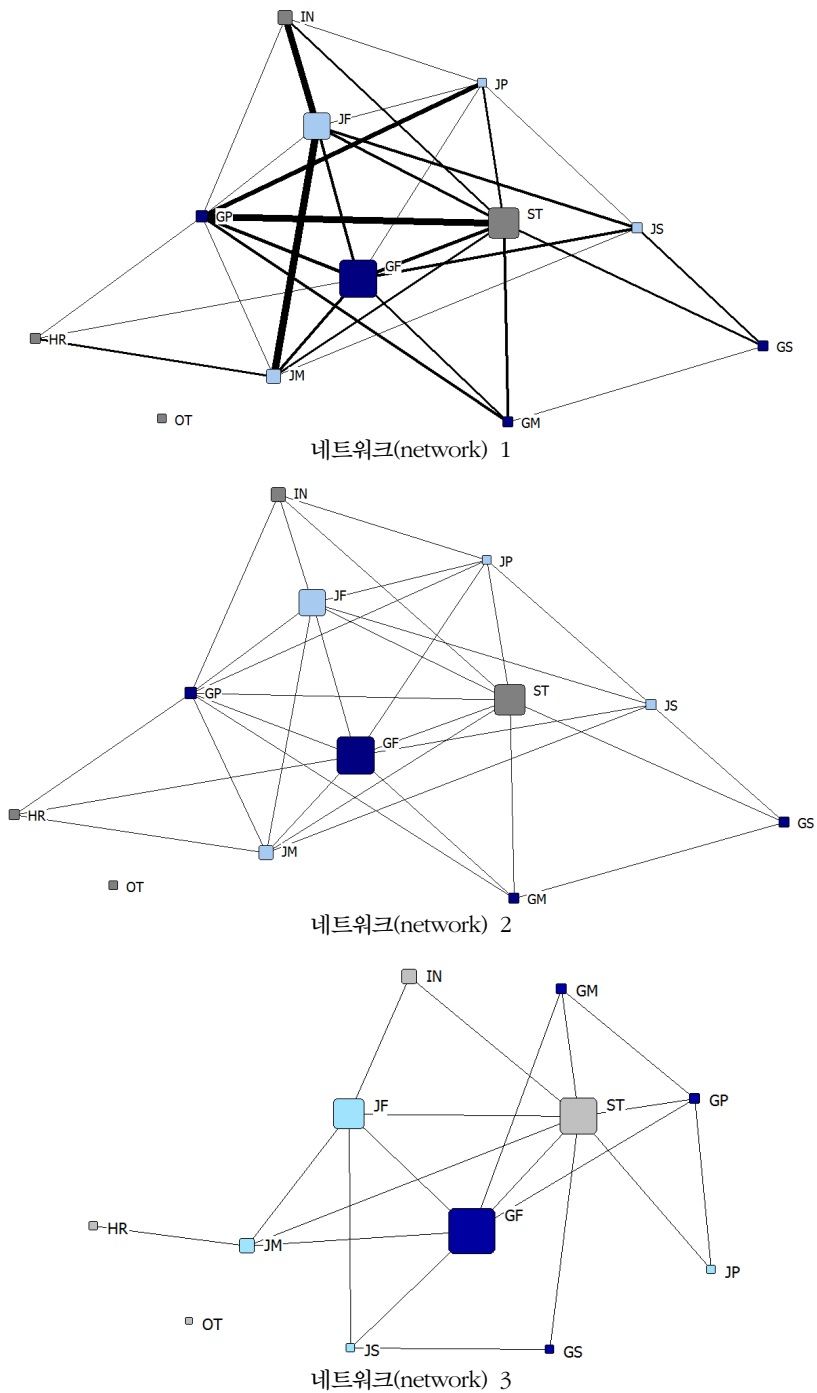 IN
JP
JF
GP
ST
JS
GF
HR
GS
JM
OT
GM
네트워크(network) 1
IN
JP
JF
GP
ST
JS
GF
HR
GS
JM
OT
GM
네트워크(network) 2
IN
GM
JF
ST
GP
GF
HR
JM
JP
OT
JS
GS
네트워크(network) 3